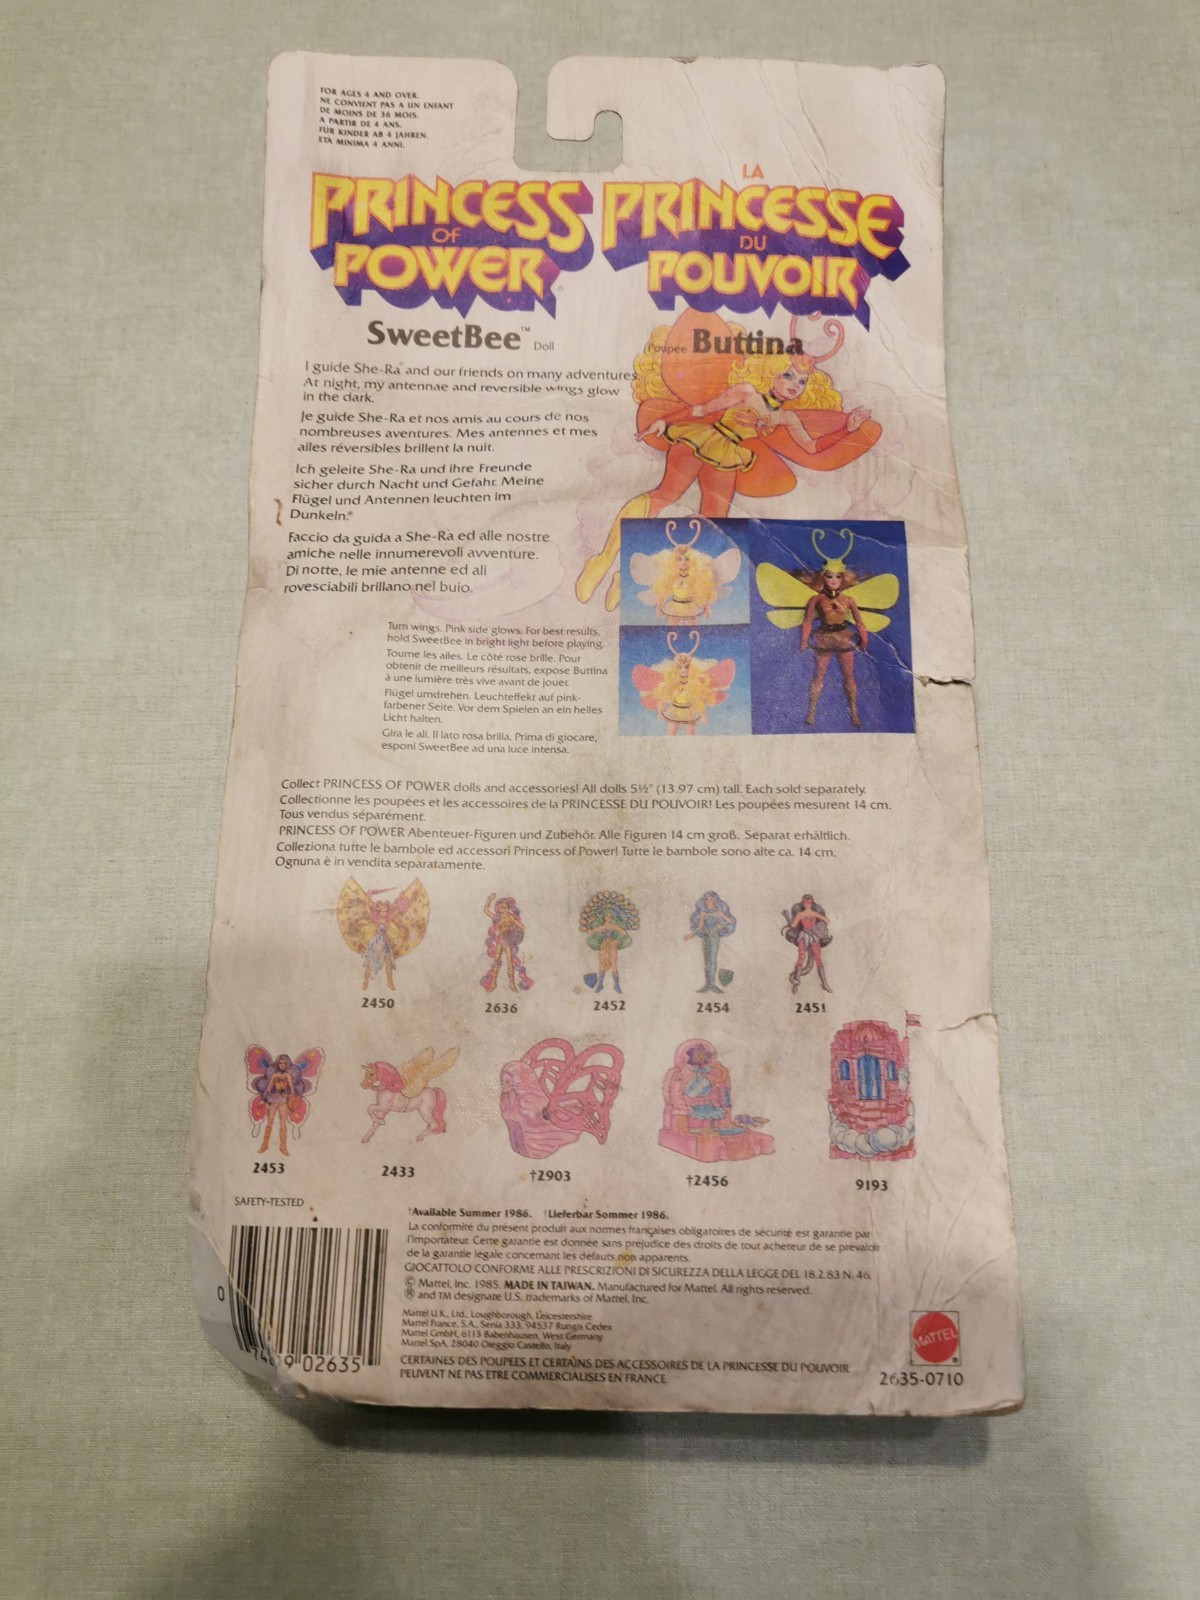 FOR AGES 4 AND OVER.
NE CONVIENT PAS A UN ENFANT
DE MOINS DE 36 MOIS.
A PARTIR DE 4 ANS.
FÜR KINDER AB 4 JAHREN.
ETÀ MINIMA 4 ANNI.
PRINCESS
OF
POWER
LA
PRINCESSE
DU
POUVOIR
SweetBee™ Doll
Poupée Buttina
I guide She-Ra® and our friends on many adventures.
At night, my antennae and reversible wings glow
in the dark.
Je guide She-Ra et nos amis au cours de nos
nombreuses aventures. Mes antennes et mes
ailes réversibles brillent la nuit.
Ich geleite She-Ra und ihre Freunde
sicher durch Nacht und Gefahr. Meine
Flügel und Antennen leuchten im
Dunkeln.*
Faccio da guida a She-Ra ed alle nostre
amiche nelle innumerevoli avventure.
Di notte, le mie antenne ed ali
rovesciabili brillano nel buio.
Turn wings. Pink side glows. For best results,
hold SweetBee in bright light before playing.
Tourne les ailes. Le côté rose brille. Pour
obtenir de meilleurs résultats, expose Buttina
à une lumière très vive avant de jouer.
Flügel umdrehen. Leuchteffekt auf pink-
farbener Seite. Vor dem Spielen an ein helles
Licht halten.
Gira le ali. Il lato rosa brilla. Prima di giocare,
esponi SweetBee ad una luce intensa.
Collect PRINCESS OF POWER dolls and accessories! All dolls 5½" (13.97 cm) tall. Each sold separately.
Collectionne les poupées et les accessoires de la PRINCESSE DU POUVOIR! Les poupées mesurent 14 cm.
Tous vendus séparément.
PRINCESS OF POWER Abenteuer-Figuren und Zubehör. Alle Figuren 14 cm groß. Separat erhältlich.
Colleziona tutte le bambole ed accessori Princess of Power! Tutte le bambole sono alte ca. 14 cm.
Ognuna è in vendita separatamente.
2450
2636
2452
2454
2451
2453
2433
†2903
†2456
9193
SAFETY-TESTED
†Available Summer 1986. †Lieferbar Sommer 1986.
La conformité du présent produit aux normes françaises obligatoires de sécurité est garantie par
l'importateur. Cette garantie est donnée sans préjudice des droits de tout acheteur de se prévaloir
de la garantie légale concernant les défauts non apparents.
GIOCATTOLO CONFORME ALLE PRESCRIZIONI DI SICUREZZA DELLA LEGGE DEL 18.2.83 N. 46.
© Mattel, Inc. 1985. MADE IN TAIWAN. Manufactured for Mattel. All rights reserved.
® and TM designate U.S. trademarks of Mattel, Inc.
Mattel U.K., Ltd., Loughborough, Leicestershire
Mattel France, S.A., Senia 333, 94537 Rungis Cedex
Mattel GmbH, 6113 Babenhausen, West Germany
Mattel SpA, 28040 Oleggio Castello, Italy
CERTAINES DES POUPEES ET CERTAINS DES ACCESSOIRES DE LA PRINCESSE DU POUVOIR
PEUVENT NE PAS ETRE COMMERCIALISES EN FRANCE.
0
02635
MATTEL®
2635-0710